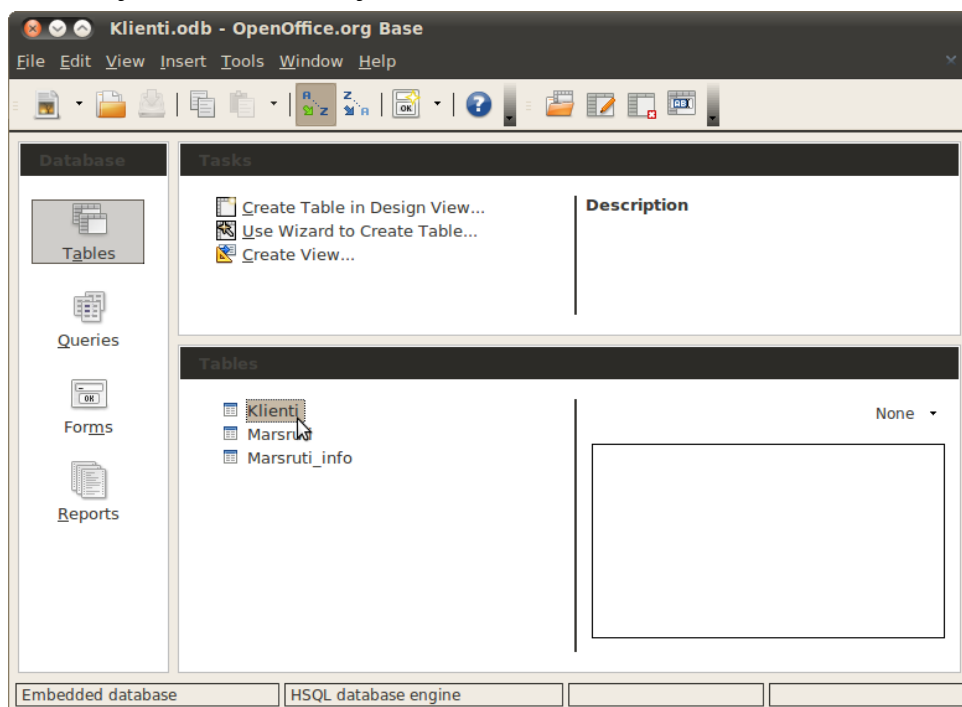 Klienti.odb - OpenOffice.org Base
File Edit View Insert Tools Window Help
Database
Tasks
Tables
Queries
Forms
Reports
Create Table in Design View...
Use Wizard to Create Table...
Create View...
Description
Tables
Klienti
Marsruti
Marsruti_info
None
Embedded database
HSQL database engine